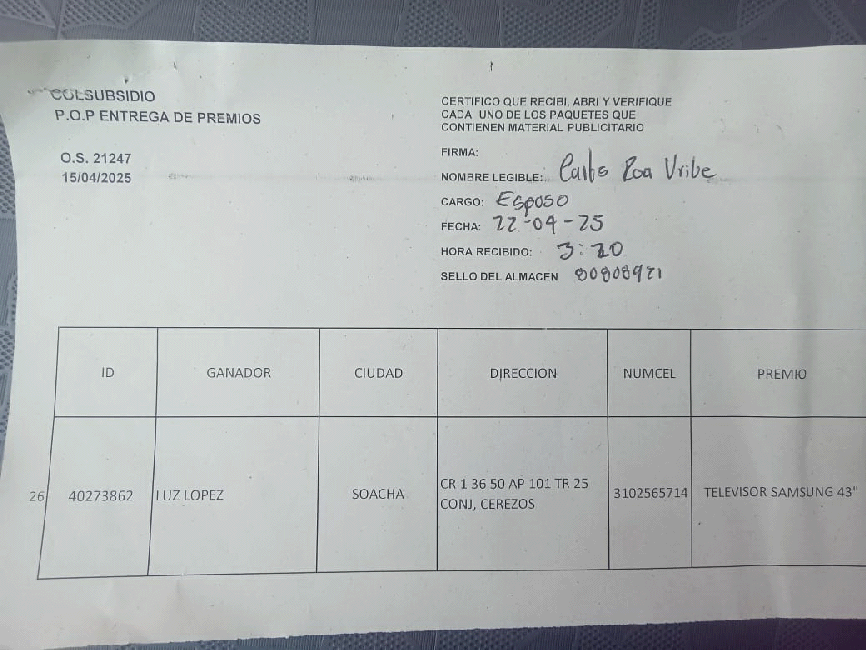 COLSUBSIDIO
P.O.P ENTREGA DE PREMIOS
O.S. 21247
15/04/2025
CERTIFICO QUE RECIBI, ABRI Y VERIFIQUE
CADA UNO DE LOS PAQUETES QUE
CONTIENEN MATERIAL PUBLICITARIO
FIRMA:
NOMBRE LEGIBLE: Carlos Roa Uribe
CARGO: Esposo
FECHA: 22-04-25
HORA RECIBIDO: 3:20
SELLO DEL ALMACEN 80808921
ID GANADOR CIUDAD DIRECCION NUMCEL PREMIO
CR 1 36 50 AP 101 TR 25
26 40273862 LUZ LOPEZ SOACHA 3102565714 TELEVISOR SAMSUNG 43"
CONJ, CEREZOS